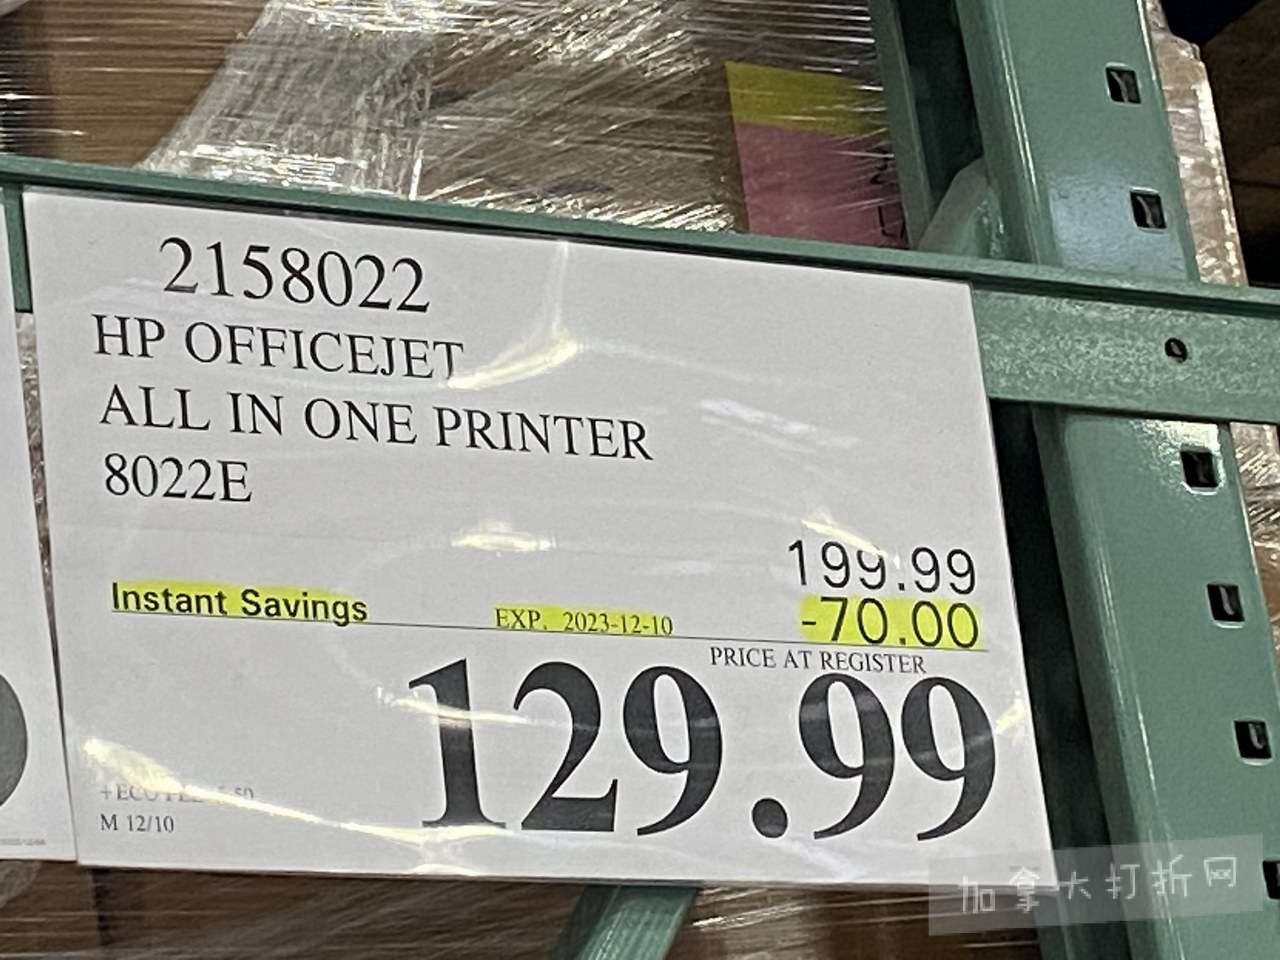 2158022
HP OFFICEJET
ALL IN ONE PRINTER
8022E
199.99
Instant Savings EXP. 2023-12-10 -70.00
PRICE AT REGISTER
129.99
M 12/10
加拿大打折网